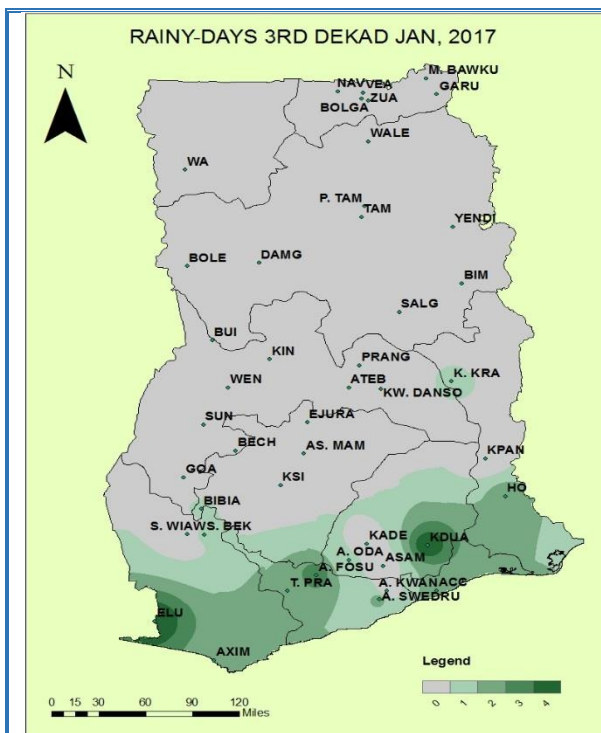 RAINY-DAYS 3RD DEKAD JAN, 2017
N
M. BAWKU
NAVVEA
GARU
BOLGA
ZUA
WALE
WA
P. TAM
TAM
YENDI
BOLE
DAMG
BIM
SALG
BUI
KIN
PRANG
K. KRA
WEN
ATEB
KW. DANSO
SUN
EJURA
BECH
AS. MAM
KPAN
GOA
KSI
HO
BIBIA
S. WIAWS. BEK
KADE
KDUA
A. ODA
ASAM
A. FOSU
T. PRA
A. KWANACC
A. SWEDRU
ELU
AXIM
Legend
0 1 2 3 4
0 15 30 60 90 120
Miles